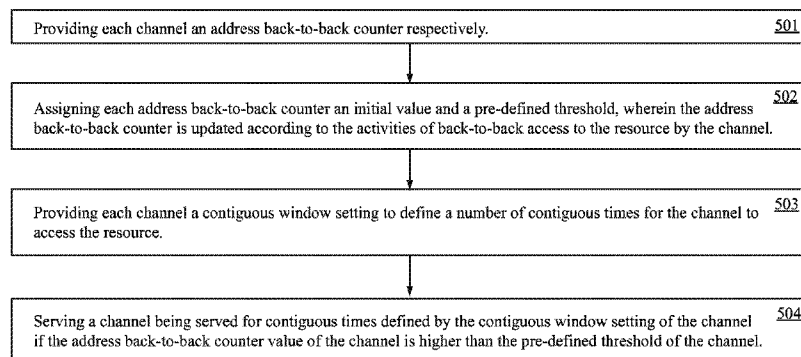 Providing each channel an address back-to-back counter respectively. 501
Assigning each address back-to-back counter an initial value and a pre-defined threshold, wherein the address 502
back-to-back counter is updated according to the activities of back-to-back access to the resource by the channel.
Providing each channel a contiguous window setting to define a number of contiguous times for the channel to 503
access the resource.
Serving a channel being served for contiguous times defined by the contiguous window setting of the channel 504
if the address back-to-back counter value of the channel is higher than the pre-defined threshold of the channel.